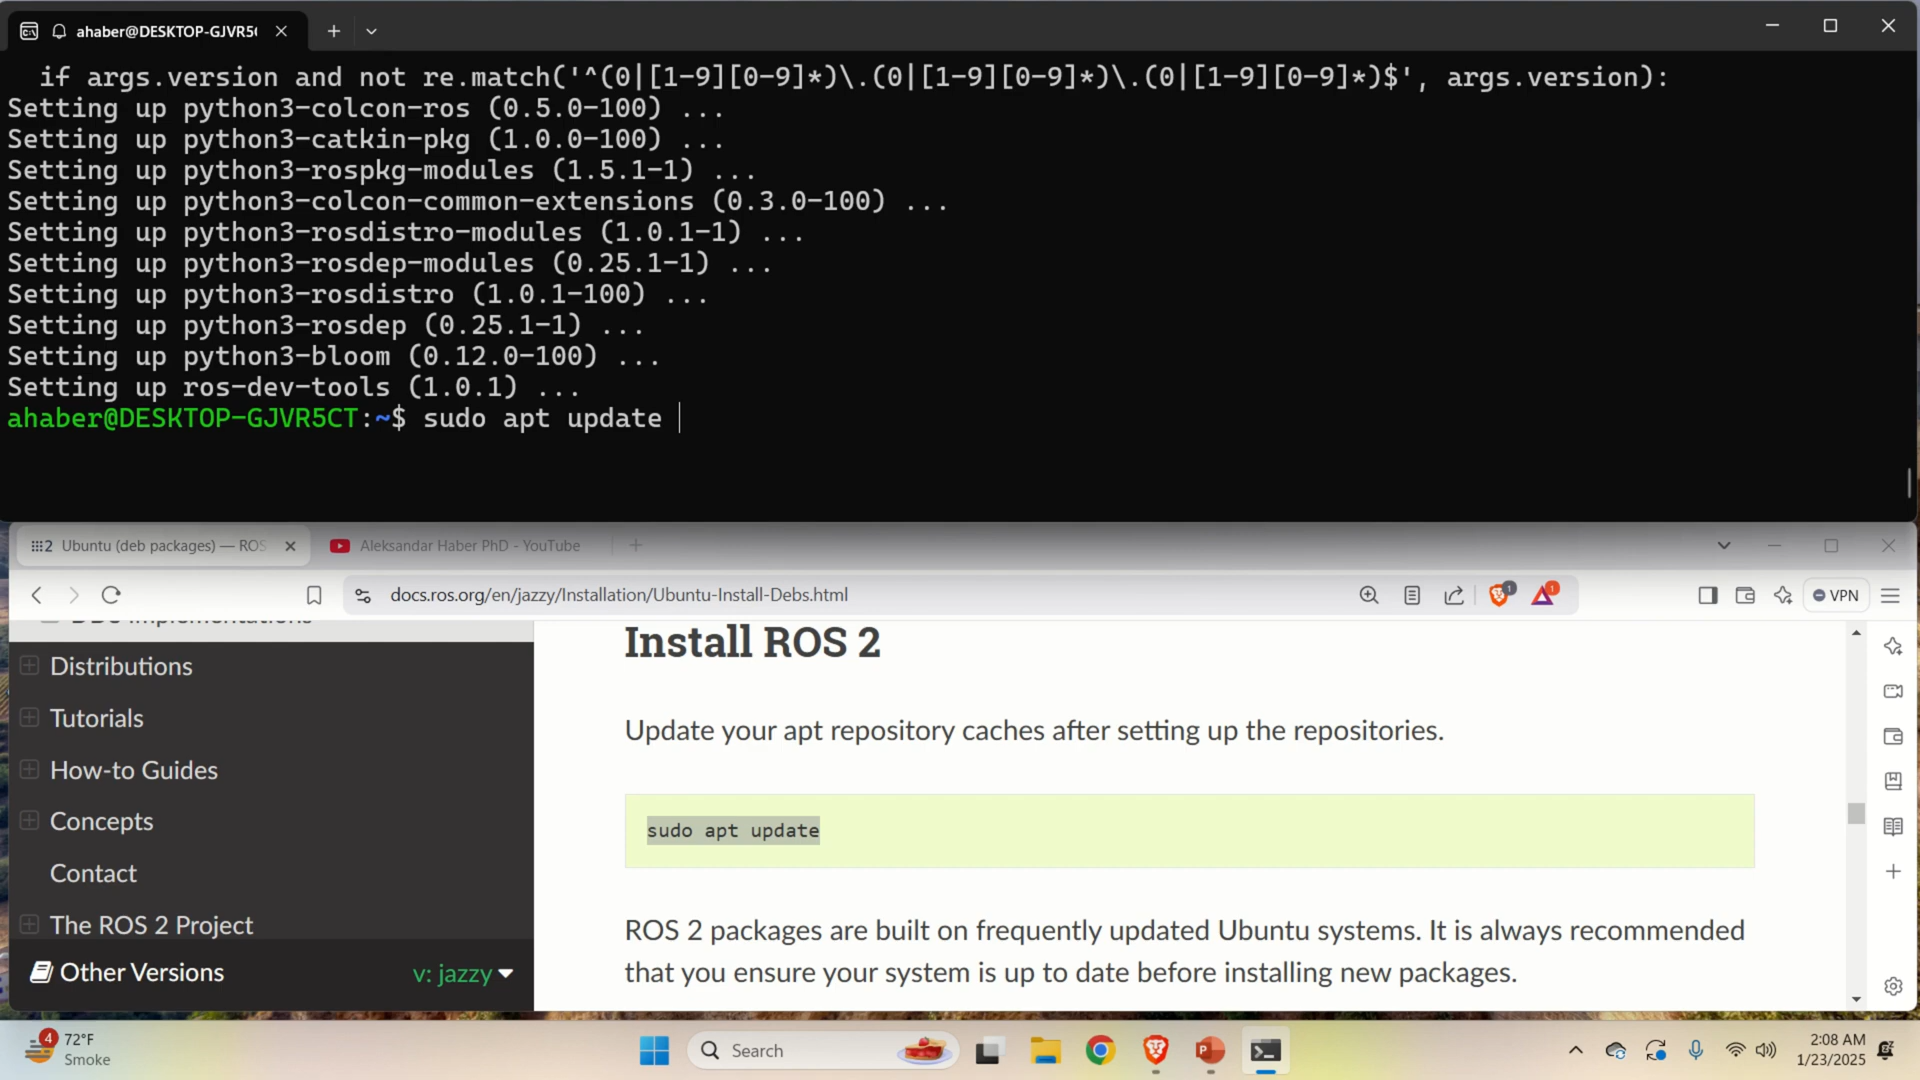 ahaber@DESKTOP-GJVR5(
if args.version and not re.match('^(0|[1-9][0-9]*)\.(0|[1-9][0-9]*)\.(0|[1-9][0-9]*)$', args.version):
Setting up python3-colcon-ros (0.5.0-100) ...
Setting up python3-catkin-pkg (1.0.0-100) ...
Setting up python3-rospkg-modules (1.5.1-1) ...
Setting up python3-colcon-common-extensions (0.3.0-100) ...
Setting up python3-rosdistro-modules (1.0.1-1) ...
Setting up python3-rosdep-modules (0.25.1-1) ...
Setting up python3-rosdistro (1.0.1-100) ...
Setting up python3-rosdep (0.25.1-1) ...
Setting up python3-bloom (0.12.0-100) ...
Setting up ros-dev-tools (1.0.1) ...
ahaber@DESKTOP-GJVR5CT:~$ sudo apt update
Ubuntu (deb packages) — ROS
Aleksandar Haber PhD - YouTube
docs.ros.org/en/jazzy/Installation/Ubuntu-Install-Debs.html
1
1
VPN
Distributions
Tutorials
How-to Guides
Concepts
Contact
The ROS 2 Project
Other Versions
v: jazzy
Install ROS 2
Update your apt repository caches after setting up the repositories.
sudo apt update
ROS 2 packages are built on frequently updated Ubuntu systems. It is always recommended
that you ensure your system is up to date before installing new packages.
4
72°F
Smoke
Search
2:08 AM
1/23/2025